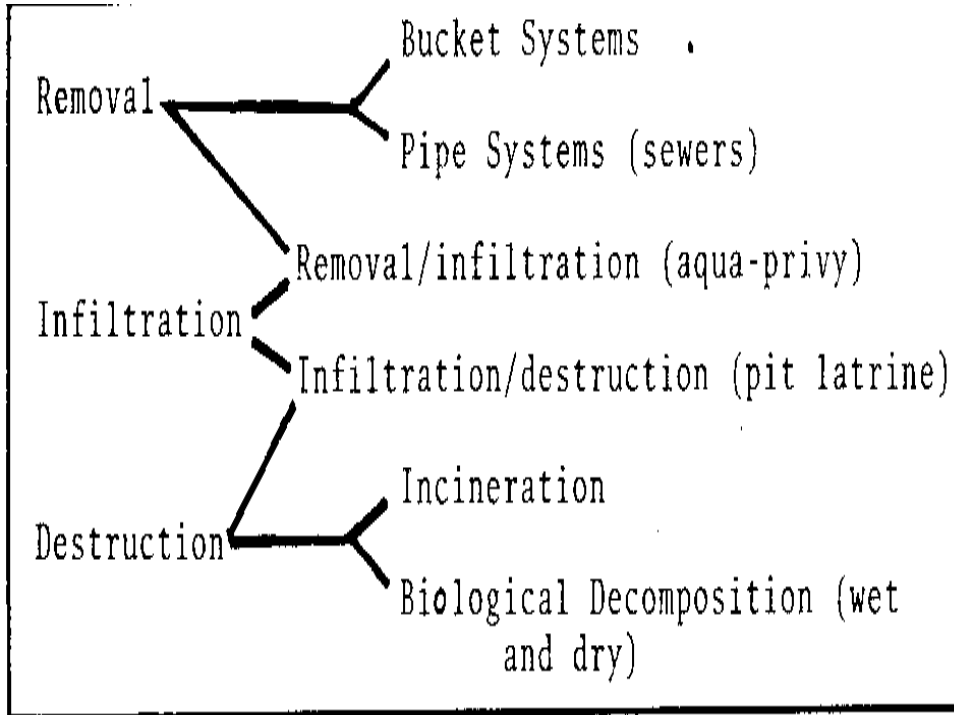 Bucket Systems
Removal
Pipe Systems (sewers)
Removal/infiltration (aqua-privy)
Infiltration
Infiltration/destruction (pit latrine)
Incineration
Destruction
Biological Decomposition (wet
and dry)